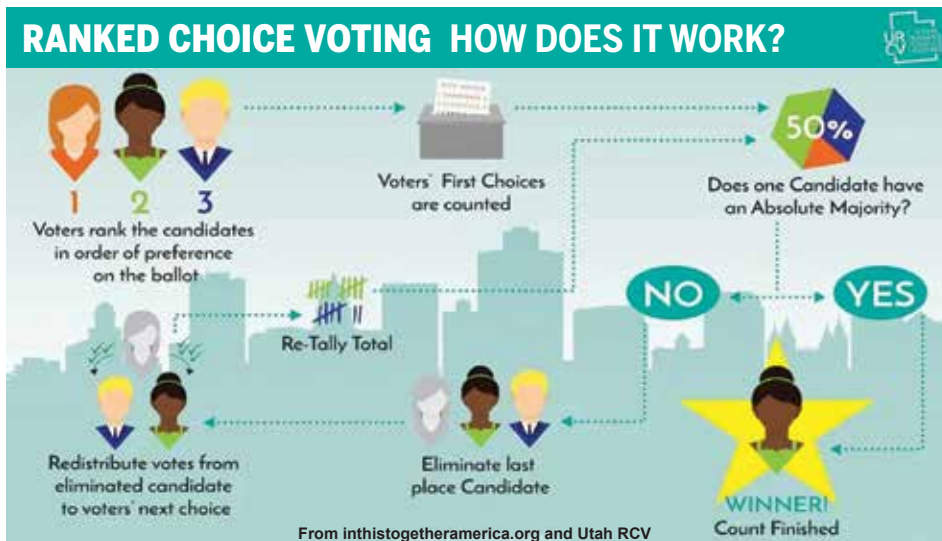 RANKED CHOICE VOTING HOW DOES IT WORK?
1 2 3
Voters rank the candidates
in order of preference
on the ballot
Voters' First Choices
are counted
50%
Does one Candidate have
an Absolute Majority?
NO
YES
Re-Tally Total
Redistribute votes from
eliminated candidate
to voters' next choice
Eliminate last
place Candidate
WINNER!
Count Finished
From inthistogetheramerica.org and Utah RCV